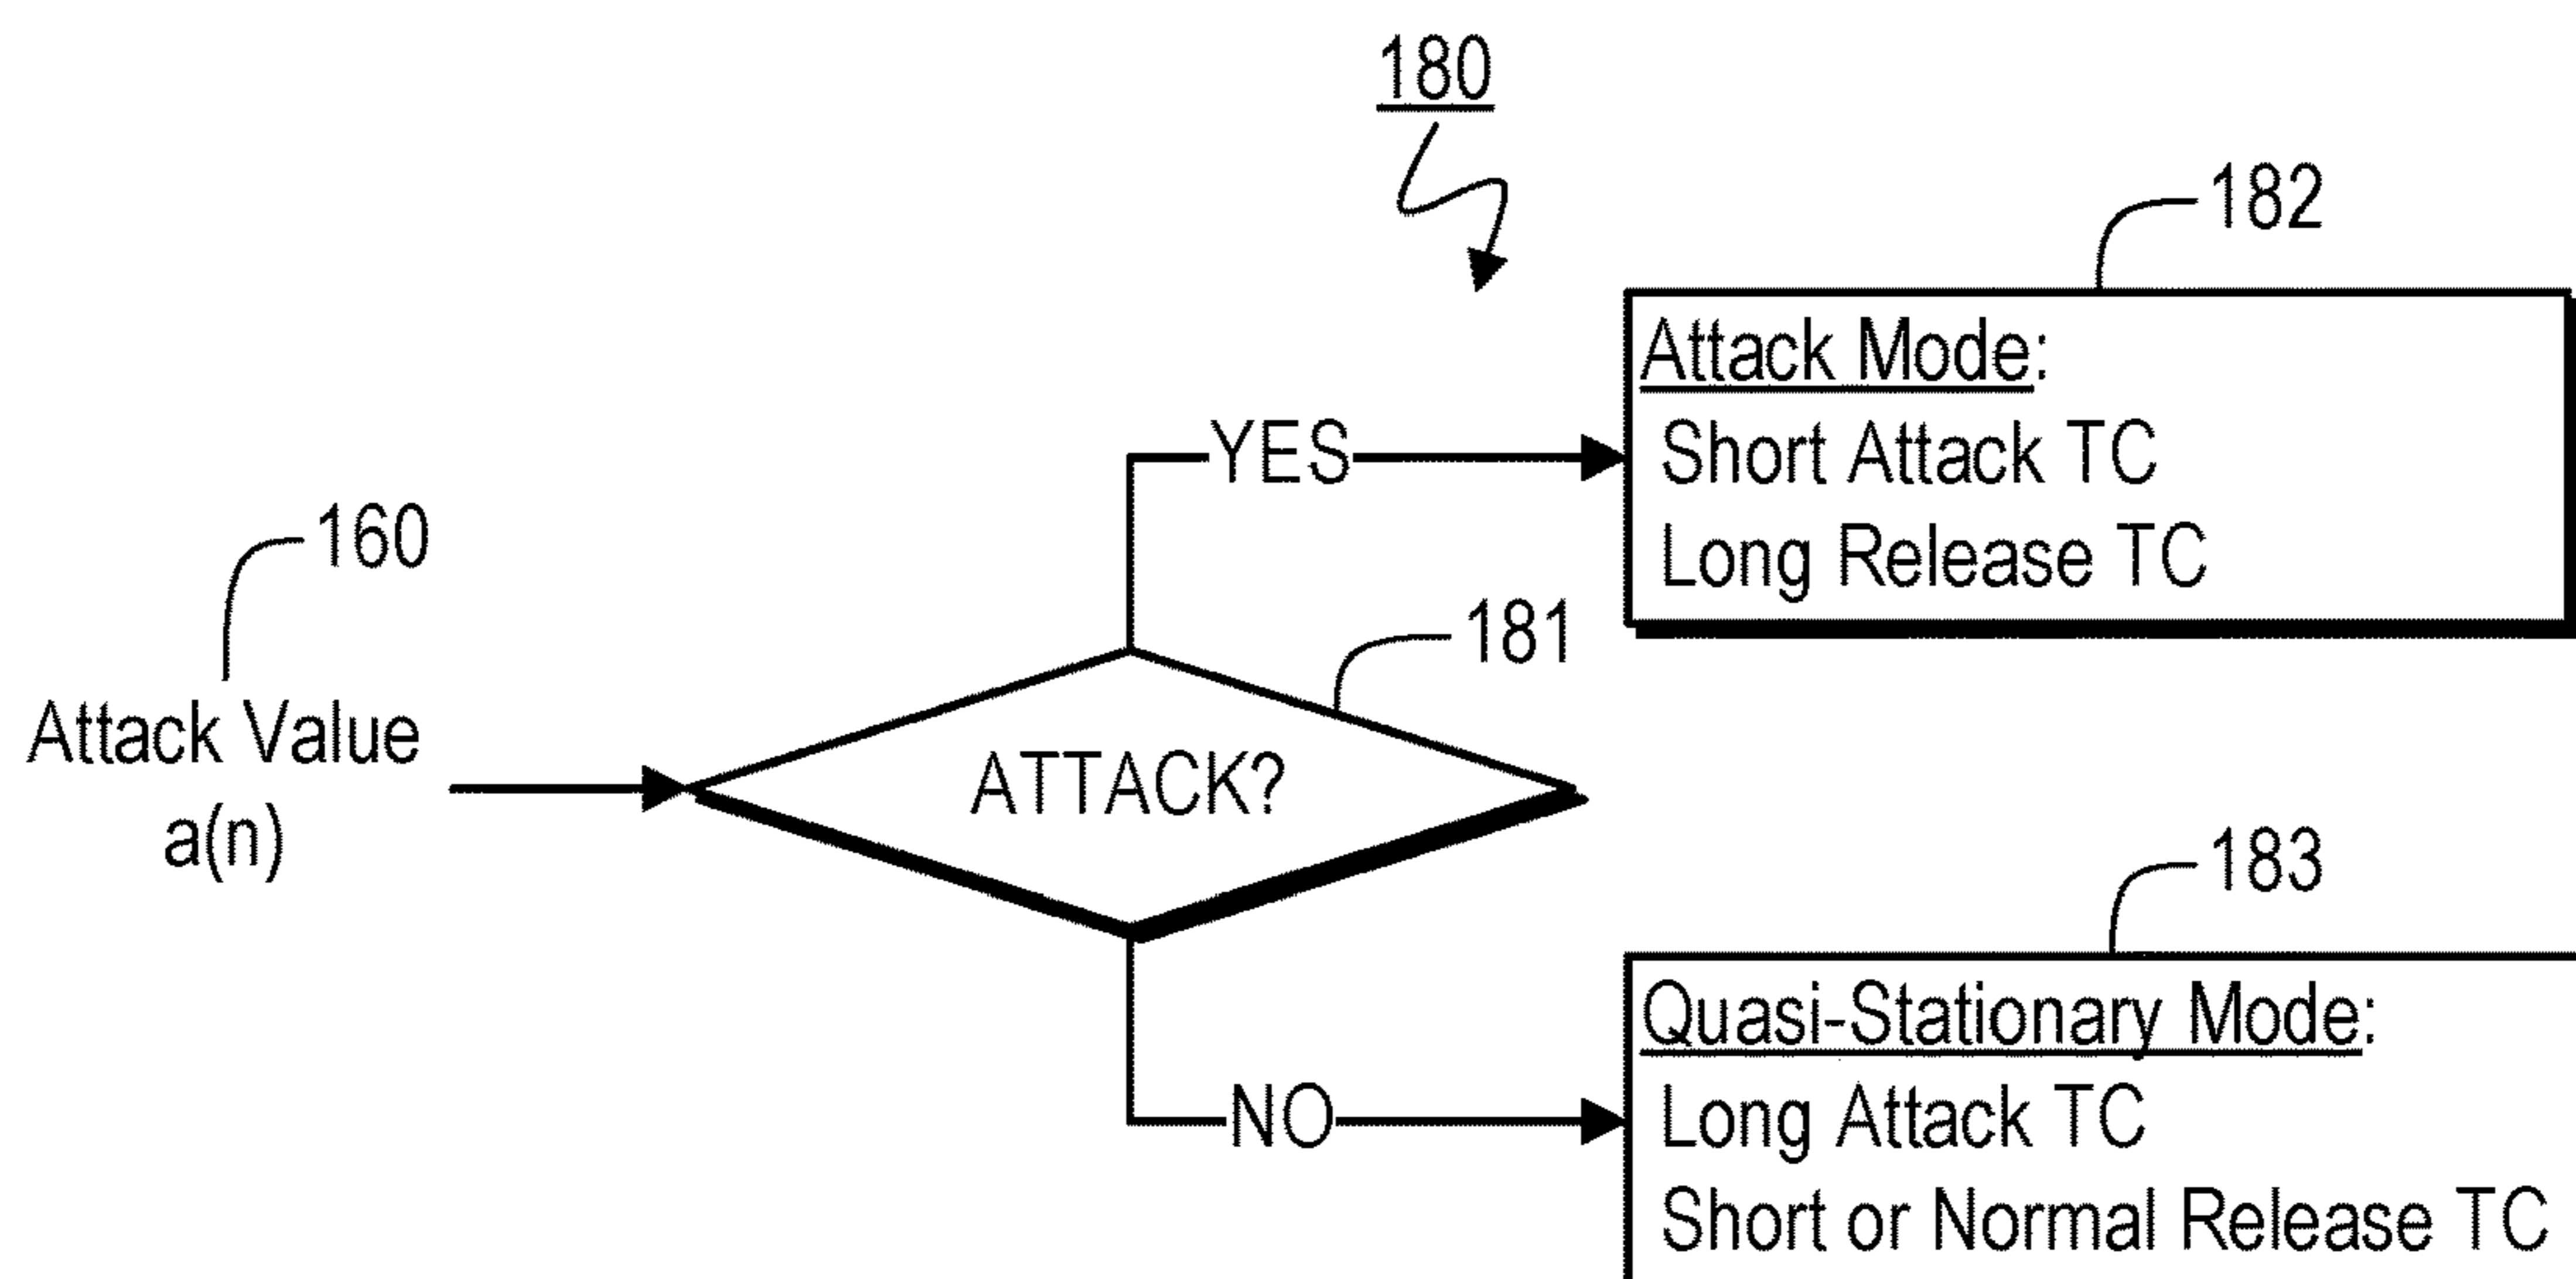 180
182
Attack Mode:
Short Attack TC
Long Release TC
YES
160
181
Attack Value
a(n)
ATTACK?
183
Quasi-Stationary Mode:
Long Attack TC
Short or Normal Release TC
NO